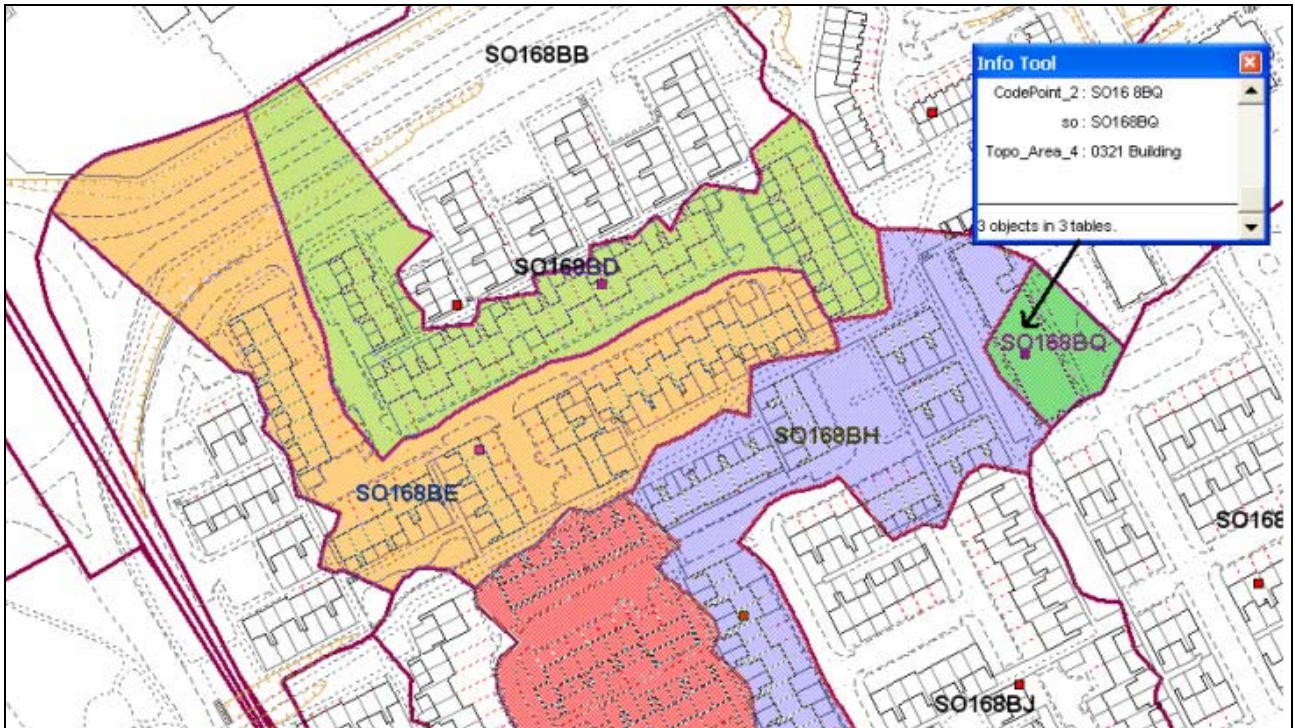 SO168BB
Info Tool
CodePoint_2 : SO16 8BQ
so : SO168BQ
Topo_Area_4 : 0321 Building
3 objects in 3 tables.
SO168BD
SO168BQ
SO168BH
SO168BE
SO168
SO168BJ